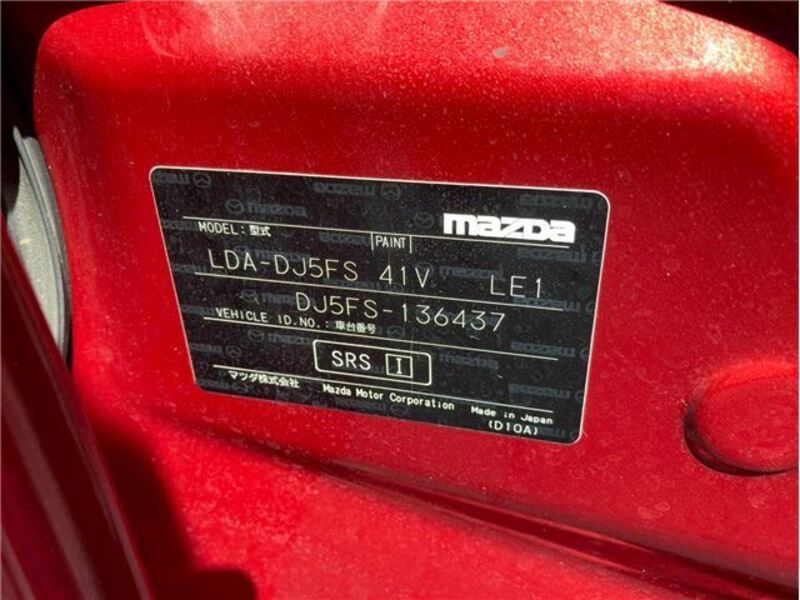 mazda
MODEL: 型式 PAINT
LDA-DJ5FS 41V LE1
DJ5FS-136437
VEHICLE ID.NO.: 車台番号
SRS I
マツダ株式会社 Mazda Motor Corporation Made in Japan
(D10A)